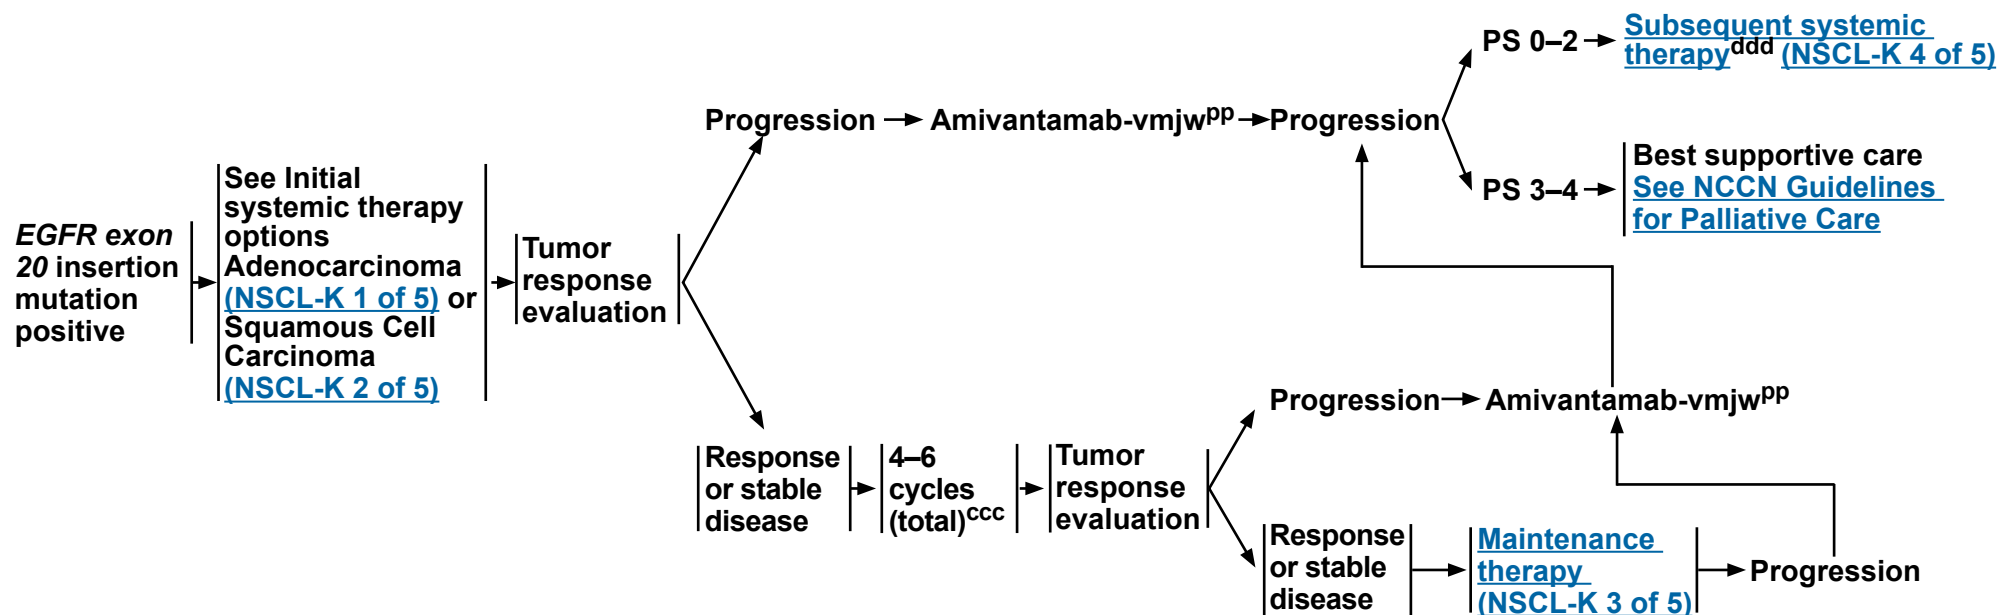 EGFR exon
20 insertion
mutation
positive
See Initial
systemic therapy
options
Adenocarcinoma
(NSCL-K 1 of 5) or
Squamous Cell
Carcinoma
(NSCL-K 2 of 5)
Tumor
response
evaluation
Progression
Amivantamab-vmjwpp
Progression
PS 0–2
Subsequent systemic
therapyddd (NSCL-K 4 of 5)
PS 3–4
Best supportive care
See NCCN Guidelines
for Palliative Care
Response
or stable
disease
4–6
cycles
(total)ccc
Tumor
response
evaluation
Progression
Amivantamab-vmjwpp
Response
or stable
disease
Maintenance
therapy
(NSCL-K 3 of 5)
Progression